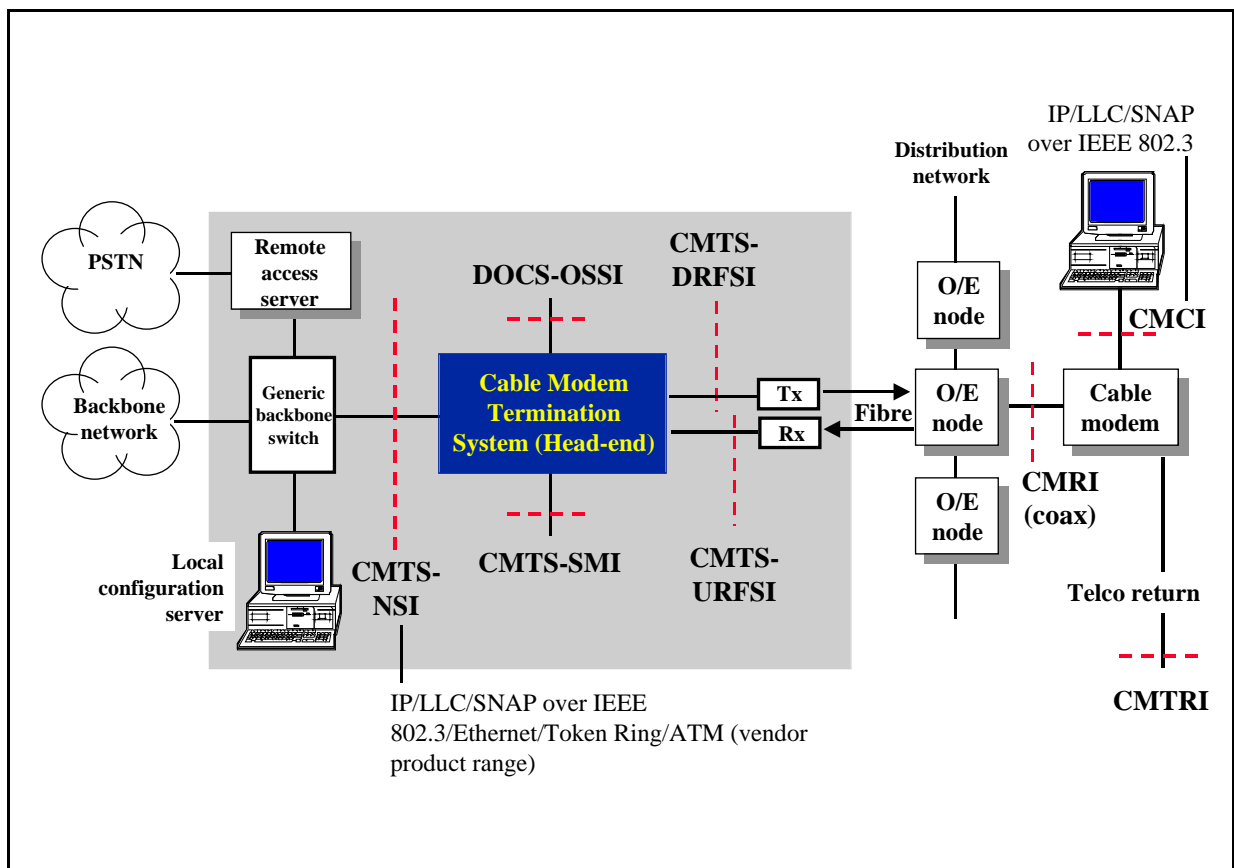 IP/LLC/SNAP
over IEEE 802.3
Distribution
network
PSTN
Remote
access
server
DOCS-OSSI
CMTS-
DRFSI
O/E
node
CMCI
Backbone
network
Generic
backbone
switch
Cable Modem
Termination
System (Head-end)
Tx
Fibre
Rx
O/E
node
Cable
modem
CMRI
(coax)
O/E
node
Local
configuration
server
CMTS-
NSI
CMTS-SMI
CMTS-
URFSI
Telco return
CMTRI
IP/LLC/SNAP over IEEE
802.3/Ethernet/Token Ring/ATM (vendor
product range)